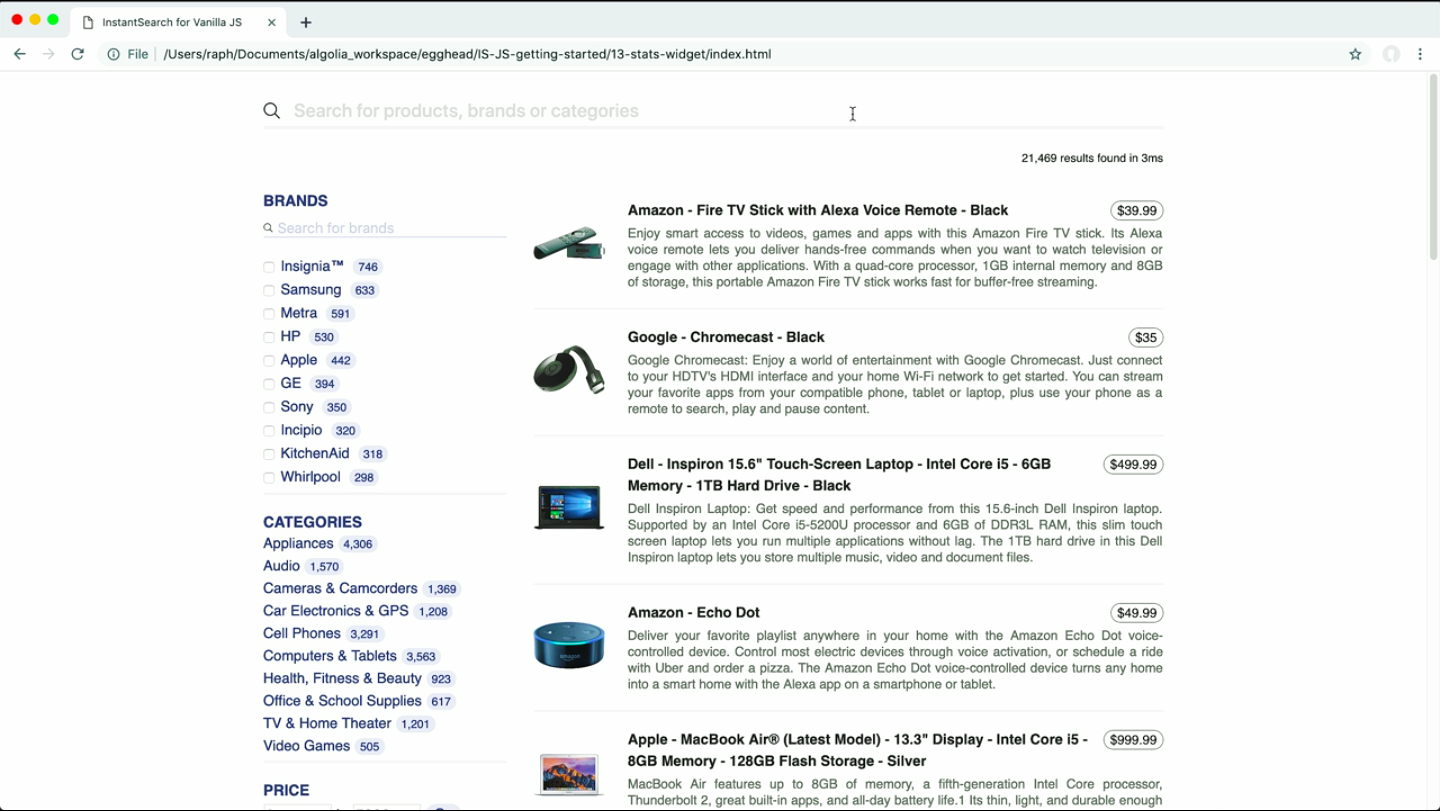 InstantSearch for Vanilla JS
File /Users/raph/Documents/algolia_workspace/egghead/IS-JS-getting-started/13-stats-widget/index.html
Search for products, brands or categories
21,469 results found in 3ms
BRANDS
Search for brands
Insignia™ 746
Samsung 633
Metra 591
HP 530
Apple 442
GE 394
Sony 350
Incipio 320
KitchenAid 318
Whirlpool 298
CATEGORIES
Appliances 4,306
Audio 1,570
Cameras & Camcorders 1,369
Car Electronics & GPS 1,208
Cell Phones 3,291
Computers & Tablets 3,563
Health, Fitness & Beauty 923
Office & School Supplies 617
TV & Home Theater 1,201
Video Games 505
PRICE
Amazon - Fire TV Stick with Alexa Voice Remote - Black $39.99
Enjoy smart access to videos, games and apps with this Amazon Fire TV stick. Its Alexa
voice remote lets you deliver hands-free commands when you want to watch television or
engage with other applications. With a quad-core processor, 1GB internal memory and 8GB
of storage, this portable Amazon Fire TV stick works fast for buffer-free streaming.
Google - Chromecast - Black $35
Google Chromecast: Enjoy a world of entertainment with Google Chromecast. Just connect
to your HDTV's HDMI interface and your home Wi-Fi network to get started. You can stream
your favorite apps from your compatible phone, tablet or laptop, plus use your phone as a
remote to search, play and pause content.
Dell - Inspiron 15.6" Touch-Screen Laptop - Intel Core i5 - 6GB $499.99
Memory - 1TB Hard Drive - Black
Dell Inspiron Laptop: Get speed and performance from this 15.6-inch Dell Inspiron laptop.
Supported by an Intel Core i5-5200U processor and 6GB of DDR3L RAM, this slim touch
screen laptop lets you run multiple applications without lag. The 1TB hard drive in this Dell
Inspiron laptop lets you store multiple music, video and document files.
Amazon - Echo Dot $49.99
amazon
Deliver your favorite playlist anywhere in your home with the Amazon Echo Dot voice-
controlled device. Control most electric devices through voice activation, or schedule a ride
with Uber and order a pizza. The Amazon Echo Dot voice-controlled device turns any home
into a smart home with the Alexa app on a smartphone or tablet.
Apple - MacBook Air® (Latest Model) - 13.3" Display - Intel Core i5 - $999.99
8GB Memory - 128GB Flash Storage - Silver
MacBook Air features up to 8GB of memory, a fifth-generation Intel Core processor,
Thunderbolt 2, great built-in apps, and all-day battery life.1 Its thin, light, and durable enough